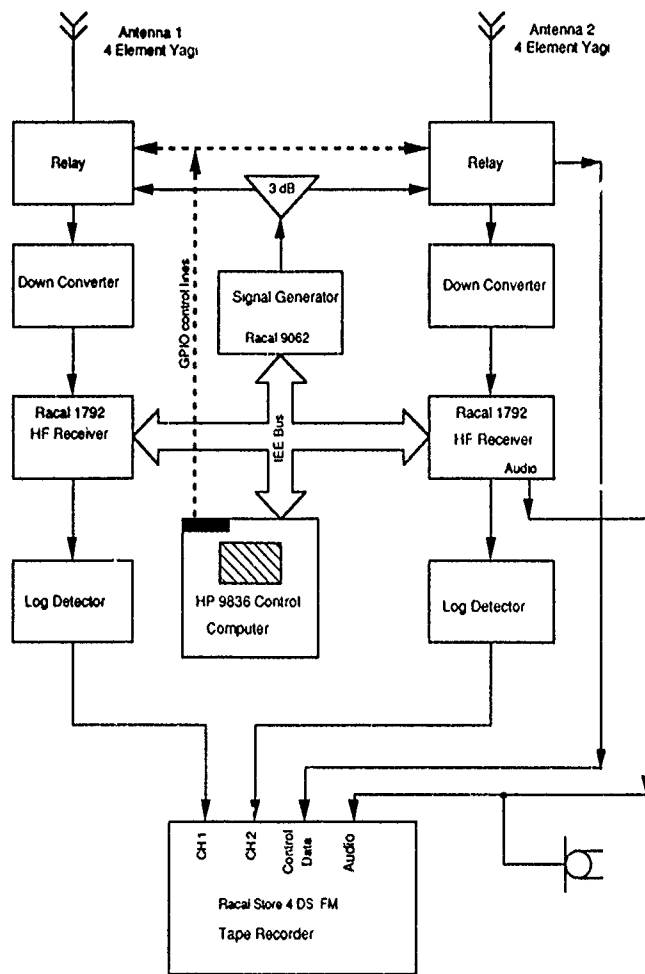 Antenna 1
4 Element Yagi
Antenna 2
4 Element Yagi
Relay
3 dB
Relay
Down Converter
GPIO control lines
Signal Generator
Racal 9062
Down Converter
Racal 1792
HF Receiver
IEE Bus
Racal 1792
HF Receiver
Audio
Log Detector
HP 9836 Control
Computer
Log Detector
CH 1
CH2
Control
Data
Audio
Racal Store 4 DS FM
Tape Recorder